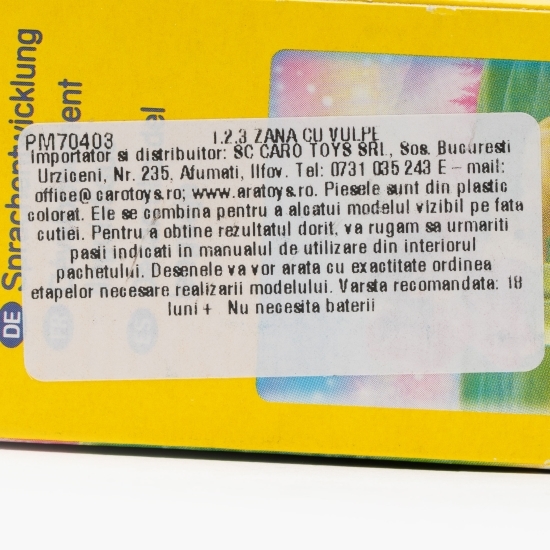 Sprachentwicklung
DE
PM70403
1.2.3 ZANA CU VULPE
Importator si distribuitor: SC CARO TOYS SRL, Sos. Bucuresti
Urziceni, Nr. 235, Afumati, Ilfov. Tel: 0731 035 243 E - mail:
office@carotoys.ro; www.aratoys.ro. Piesele sunt din plastic
colorat. Ele se combina pentru a alcatui modelul vizibil pe fata
cutiei. Pentru a obtine rezultatul dorit, va rugam sa urmariti
pasii indicati in manualul de utilizare din interiorul
pachetului. Desenele va vor arata cu exactitate ordinea
etapelor necesare realizarii modelului. Varsta recomandata: 18
luni + Nu necesita baterii